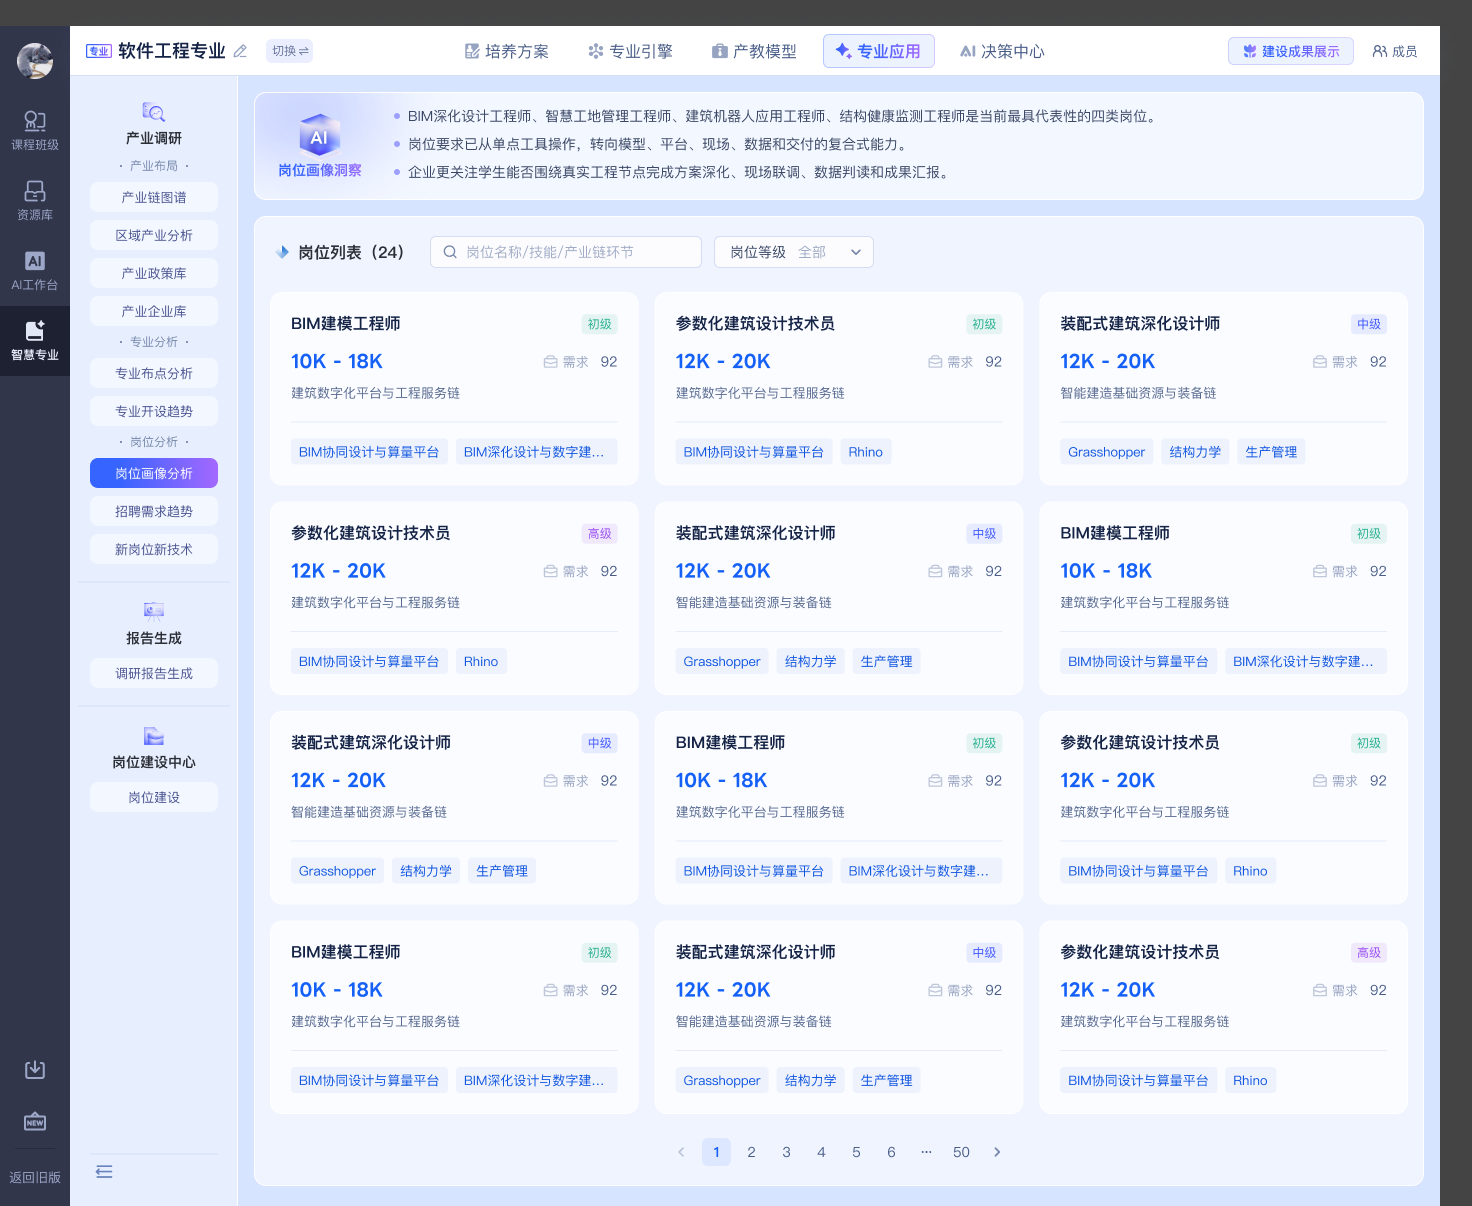 专业 软件工程专业 切换
培养方案 专业引擎 产教模型 专业应用 AI 决策中心
建设成果展示 成员
课程班级
资源库
AI
AI工作台
智慧专业
NEW
返回旧版
产业调研
· 产业布局 ·
产业链图谱
区域产业分析
产业政策库
产业企业库
· 专业分析 ·
专业布点分析
专业开设趋势
· 岗位分析 ·
岗位画像分析
招聘需求趋势
新岗位新技术
报告生成
调研报告生成
岗位建设中心
岗位建设
AI
岗位画像洞察
BIM深化设计工程师、智慧工地管理工程师、建筑机器人应用工程师、结构健康监测工程师是当前最具代表性的四类岗位。
岗位要求已从单点工具操作，转向模型、平台、现场、数据和交付的复合式能力。
企业更关注学生能否围绕真实工程节点完成方案深化、现场联调、数据判读和成果汇报。
岗位列表（24） 岗位名称/技能/产业链环节 岗位等级 全部
BIM建模工程师 初级
10K - 18K 需求 92
建筑数字化平台与工程服务链
BIM协同设计与算量平台 BIM深化设计与数字建...
参数化建筑设计技术员 初级
12K - 20K 需求 92
建筑数字化平台与工程服务链
BIM协同设计与算量平台 Rhino
装配式建筑深化设计师 中级
12K - 20K 需求 92
智能建造基础资源与装备链
Grasshopper 结构力学 生产管理
参数化建筑设计技术员 高级
12K - 20K 需求 92
建筑数字化平台与工程服务链
BIM协同设计与算量平台 Rhino
装配式建筑深化设计师 中级
12K - 20K 需求 92
智能建造基础资源与装备链
Grasshopper 结构力学 生产管理
BIM建模工程师 初级
10K - 18K 需求 92
建筑数字化平台与工程服务链
BIM协同设计与算量平台 BIM深化设计与数字建...
装配式建筑深化设计师 中级
12K - 20K 需求 92
智能建造基础资源与装备链
Grasshopper 结构力学 生产管理
BIM建模工程师 初级
10K - 18K 需求 92
建筑数字化平台与工程服务链
BIM协同设计与算量平台 BIM深化设计与数字建...
参数化建筑设计技术员 初级
12K - 20K 需求 92
建筑数字化平台与工程服务链
BIM协同设计与算量平台 Rhino
BIM建模工程师 初级
10K - 18K 需求 92
建筑数字化平台与工程服务链
BIM协同设计与算量平台 BIM深化设计与数字建...
装配式建筑深化设计师 中级
12K - 20K 需求 92
智能建造基础资源与装备链
Grasshopper 结构力学 生产管理
参数化建筑设计技术员 高级
12K - 20K 需求 92
建筑数字化平台与工程服务链
BIM协同设计与算量平台 Rhino
1 2 3 4 5 6 ··· 50